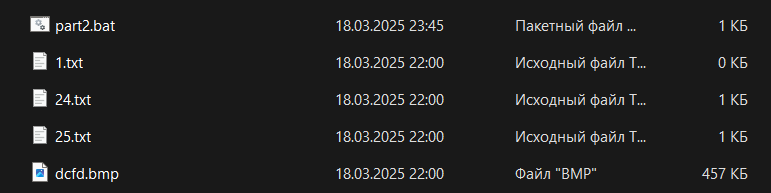 part2.bat 18.03.2025 23:45 Пакетный файл ... 1 КБ
1.txt 18.03.2025 22:00 Исходный файл T... 0 КБ
24.txt 18.03.2025 22:00 Исходный файл T... 1 КБ
25.txt 18.03.2025 22:00 Исходный файл T... 1 КБ
dcfd.bmp 18.03.2025 22:00 Файл "BMP" 457 КБ